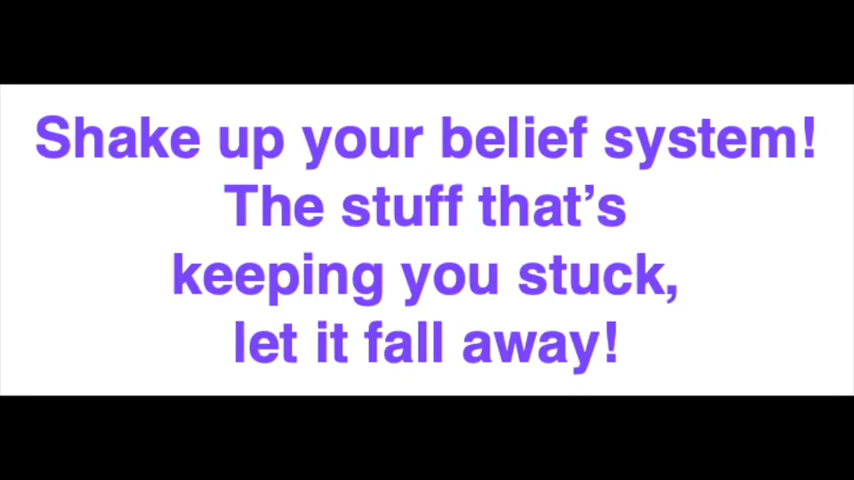 Shake up your belief system!
The stuff that’s
keeping you stuck,
let it fall away!